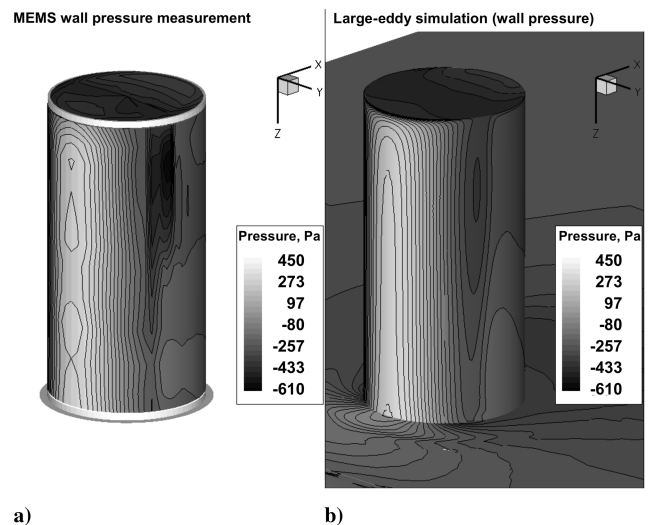 MEMS wall pressure measurement
Large-eddy simulation (wall pressure)
X
Y
Z
X
Y
Z
Pressure, Pa
450
273
97
-80
-257
-433
-610
Pressure, Pa
450
273
97
-80
-257
-433
-610
a)
b)